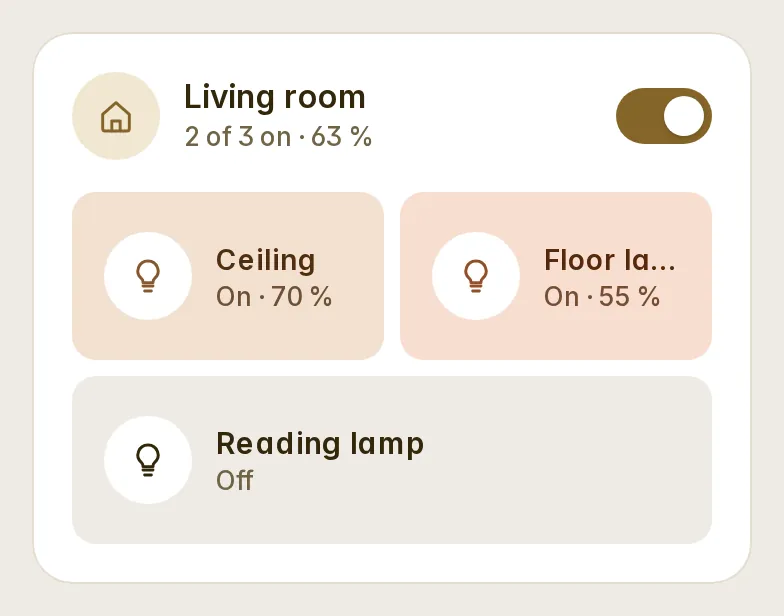 Living room
2 of 3 on · 63 %
Ceiling
On · 70 %
Floor la…
On · 55 %
Reading lamp
Off